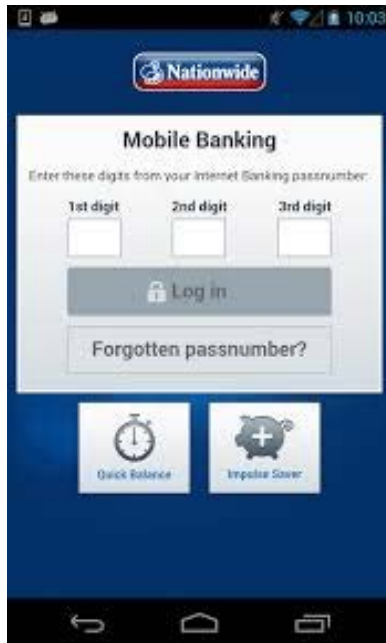 10:03
Nationwide
Mobile Banking
Enter these digits from your Internet Banking passnumber:
1st digit 2nd digit 3rd digit
Log in
Forgotten passnumber?
Quick Balance Impulse Saver